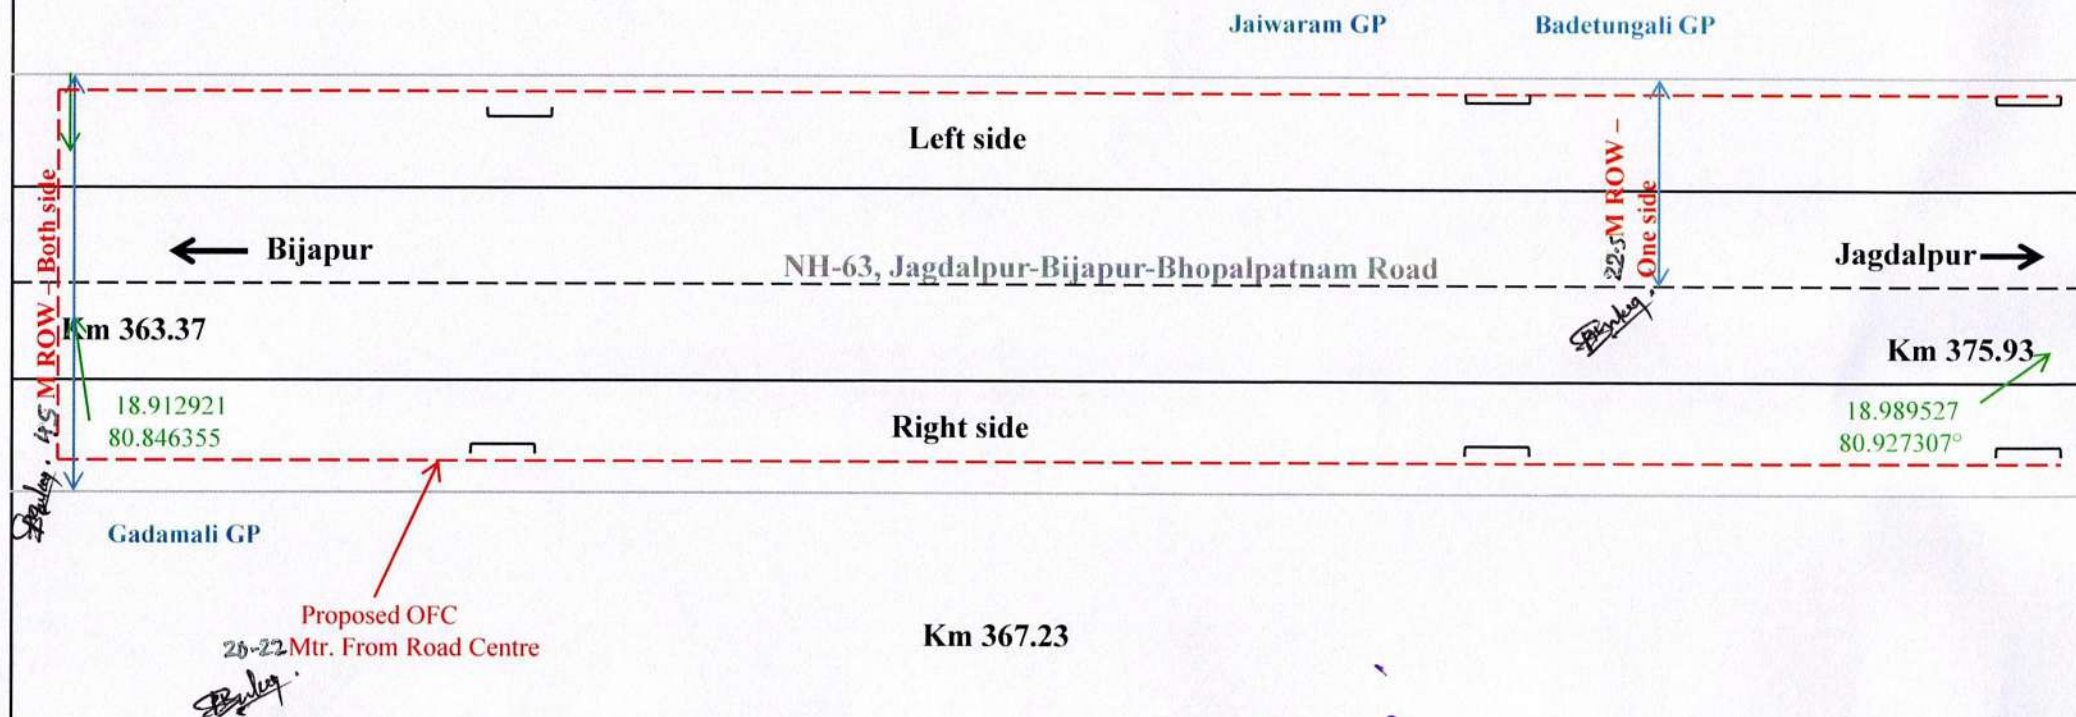 Jaiwaram GP
Badetungali GP
Left side
45 M ROW – Both side
22.5 M ROW –
One side
Bijapur
NH-63, Jagdalpur-Bijapur-Bhopalpatnam Road
Jagdalpur
Km 363.37
Km 375.93
18.912921
80.846355
Right side
18.989527
80.927307°
Gadamali GP
Proposed OFC
20-22 Mtr. From Road Centre
Km 367.23